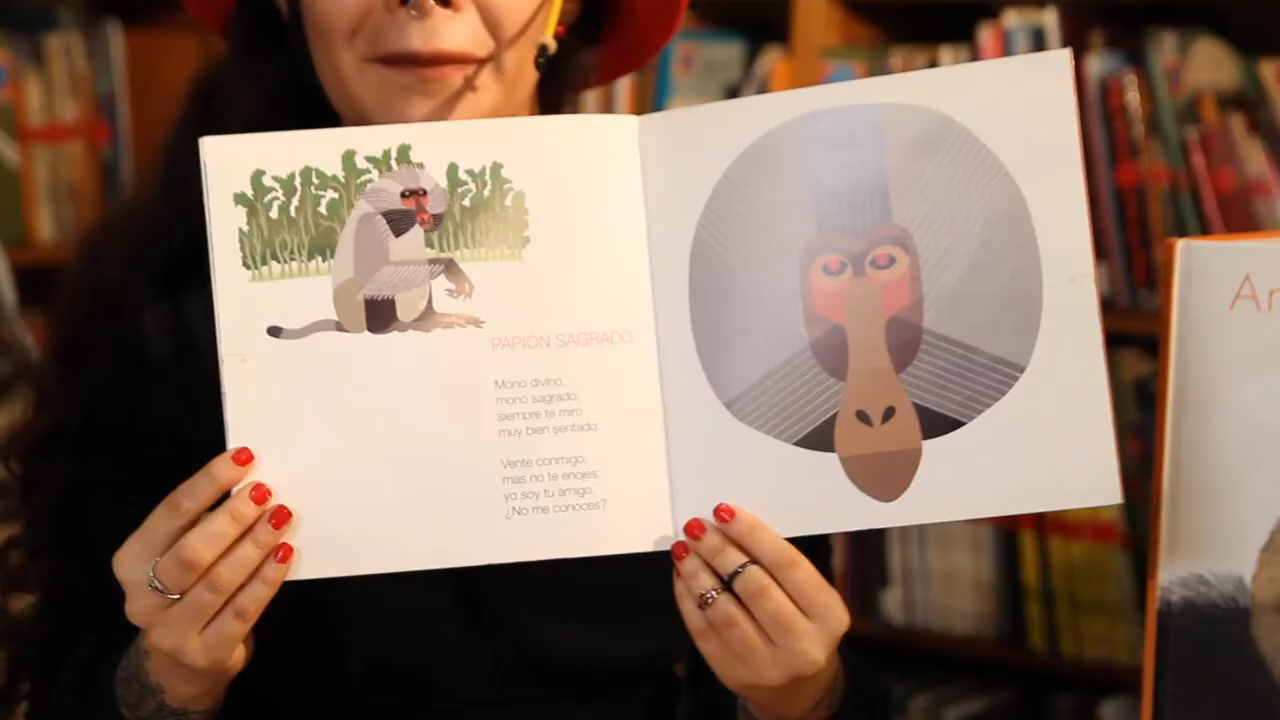 PAPIÓN SAGRADO
Mono divino,
mono sagrado,
siempre te miro
muy bien sentado.
Vente conmigo,
mas no te enojes:
yo soy tu amigo.
¿No me conoces?